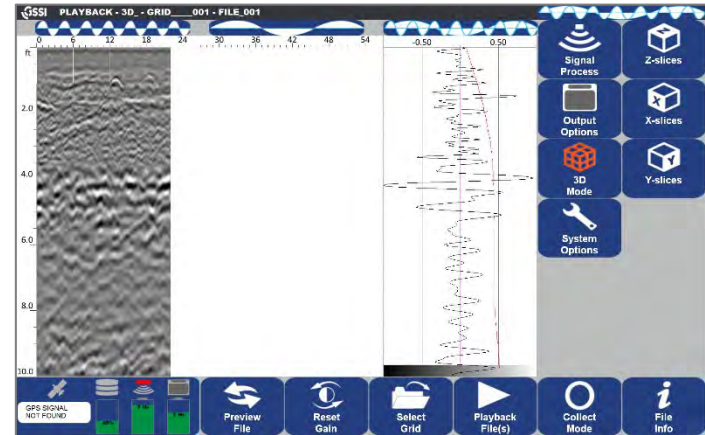 GSSI PLAYBACK - 3D_ - GRID____001 - FILE_001
0 6 12 18 24 30 36 42 48 54
-0.50 0.50
ft
2.0
4.0
6.0
8.0
10.0
Signal
Process
Z-slices
Output
Options
X-slices
3D
Mode
Y-slices
System
Options
GPS SIGNAL
NOT FOUND
Preview
File
Reset
Gain
Select
Grid
Playback
File(s)
Collect
Mode
File
Info